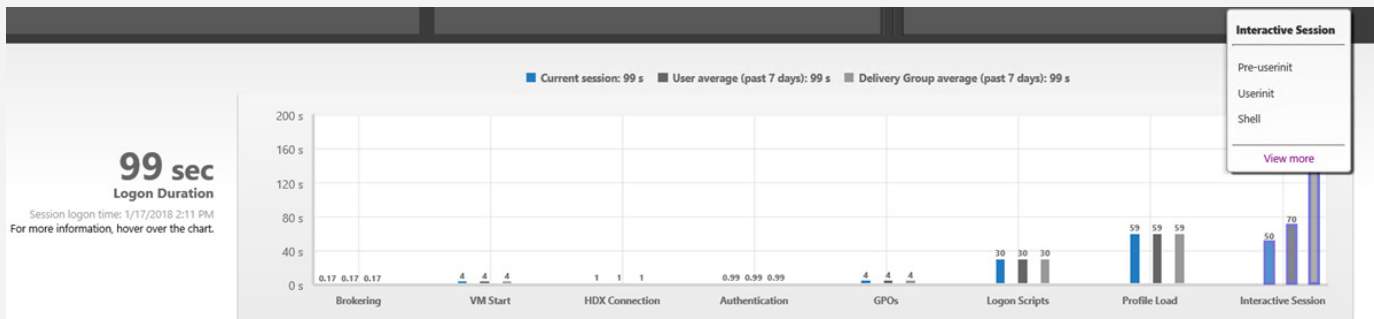 Interactive Session
Pre-userinit
Userinit
Shell
View more
Current session: 99 s User average (past 7 days): 99 s Delivery Group average (past 7 days): 99 s
99 sec
Logon Duration
Session logon time: 1/17/2018 2:11 PM
For more information, hover over the chart.
200 s
160 s
120 s
80 s
40 s
0 s
0.17 0.17 0.17
4 4 4
1 1 1
0.99 0.99 0.99
4 4 4
30 30 30
59 59 59
50 70
Brokering VM Start HDX Connection Authentication GPOs Logon Scripts Profile Load Interactive Session